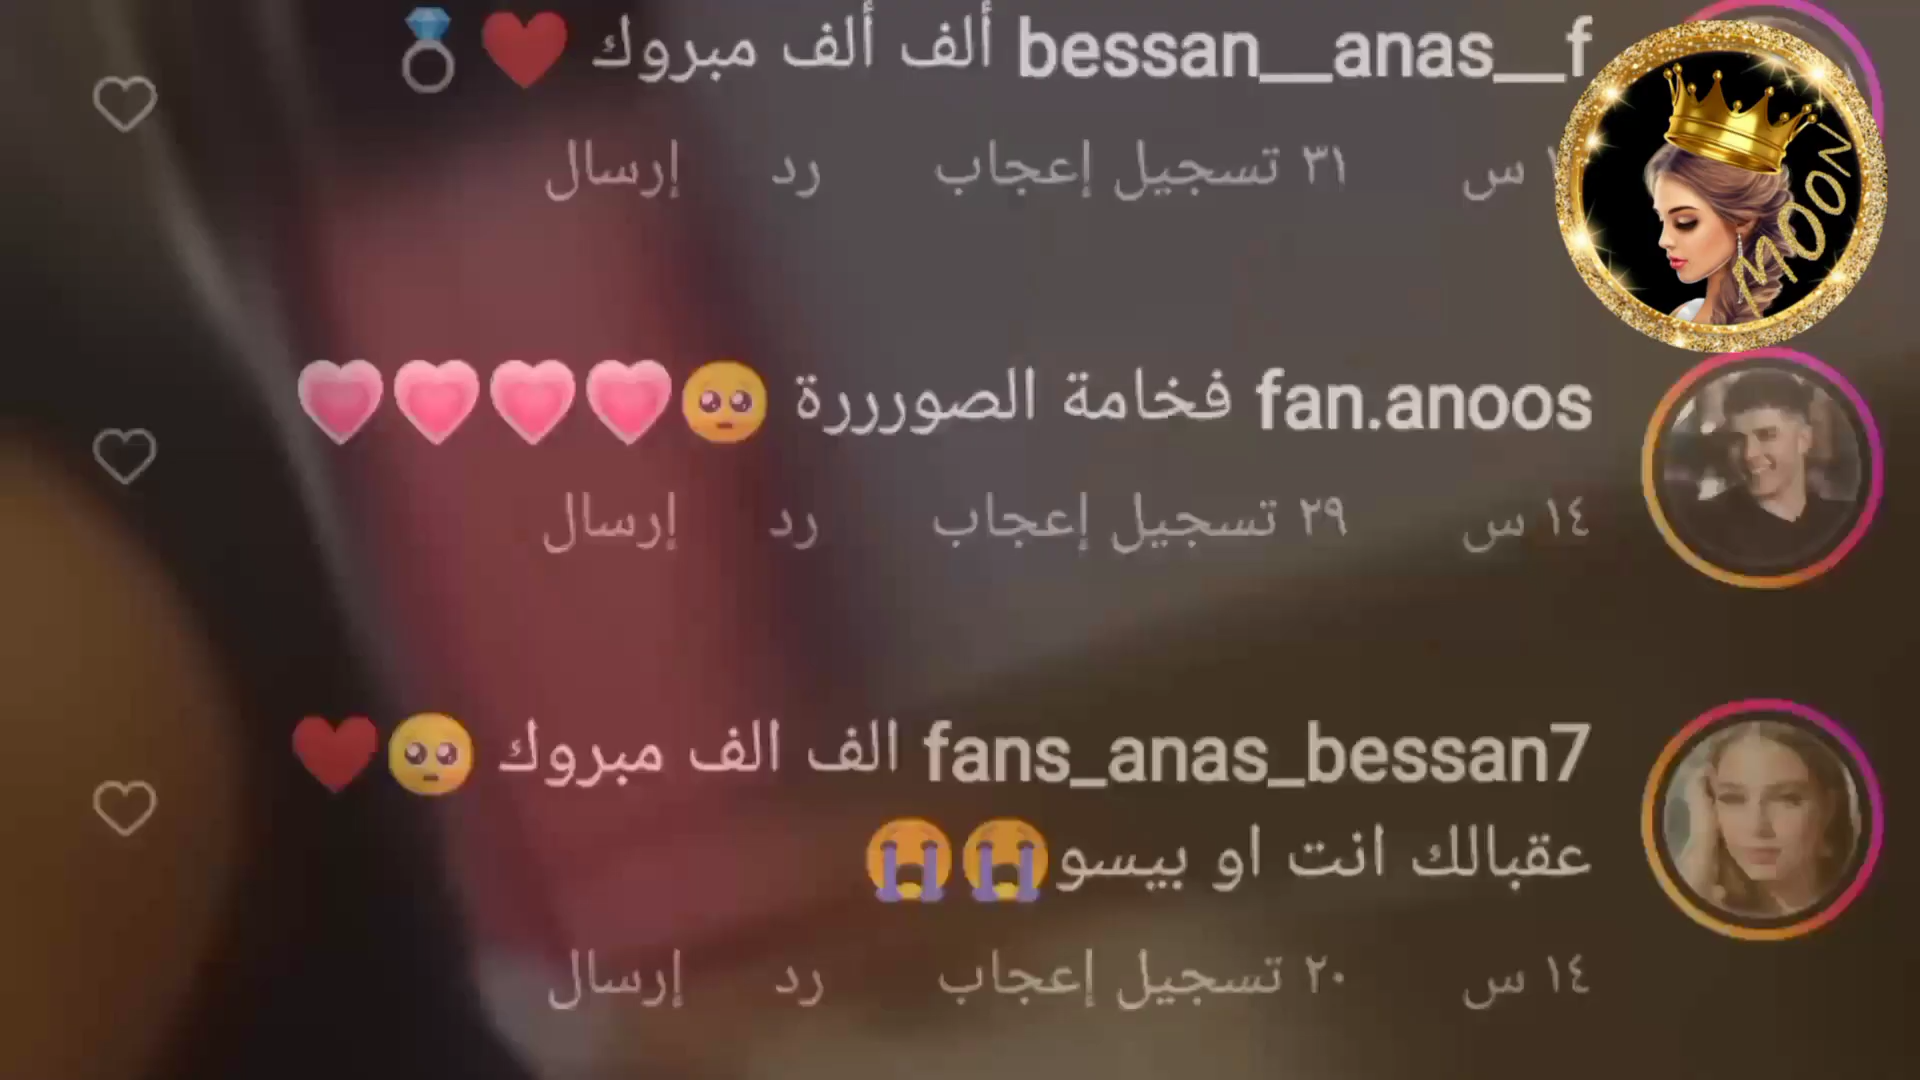 bessan__anas__f ألف ألف مبروك ❤️💍
س ٣١ تسجيل إعجاب رد إرسال
MOON
fan.anoos فخامة الصوررررة 🥺💗💗💗💗
١٤ س ٢٩ تسجيل إعجاب رد إرسال
fans_anas_bessan7 الف الف مبروك 🥺❤️
عقبالك انت او بيسو😭😭
١٤ س ٢٠ تسجيل إعجاب رد إرسال